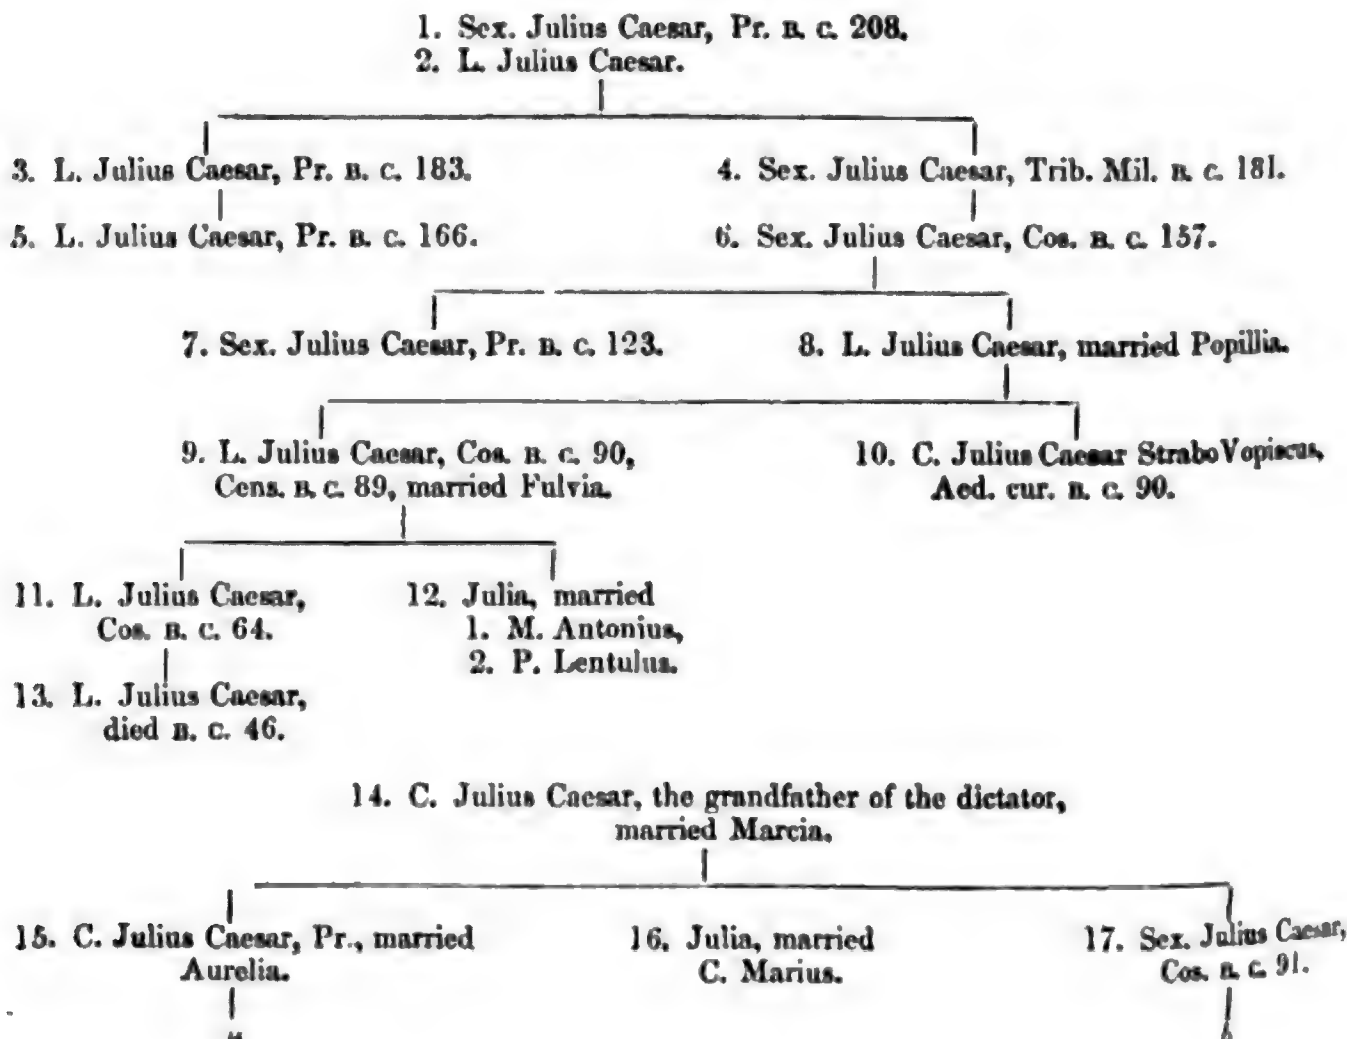 1. Sex. Julius Caesar, Pr. B. C. 208.
2. L. Julius Caesar.
3. L. Julius Caesar, Pr. B. C. 183.
4. Sex. Julius Caesar, Trib. Mil. B. C. 181.
5. L. Julius Caesar, Pr. B. C. 166.
6. Sex. Julius Caesar, Cos. B. C. 157.
7. Sex. Julius Caesar, Pr. B. C. 123.
8. L. Julius Caesar, married Popillia.
9. L. Julius Caesar, Cos. B. C. 90,
Cens. B. C. 89, married Fulvia.
10. C. Julius Caesar Strabo Vopiscus,
Aed. cur. B. C. 90.
11. L. Julius Caesar,
Cos. B. C. 64.
12. Julia, married
1. M. Antonius,
2. P. Lentulus.
13. L. Julius Caesar,
died B. C. 46.
14. C. Julius Caesar, the grandfather of the dictator,
married Marcia.
15. C. Julius Caesar, Pr., married
Aurelia.
16. Julia, married
C. Marius.
17. Sex. Julius Caesar,
Cos. B. C. 91.